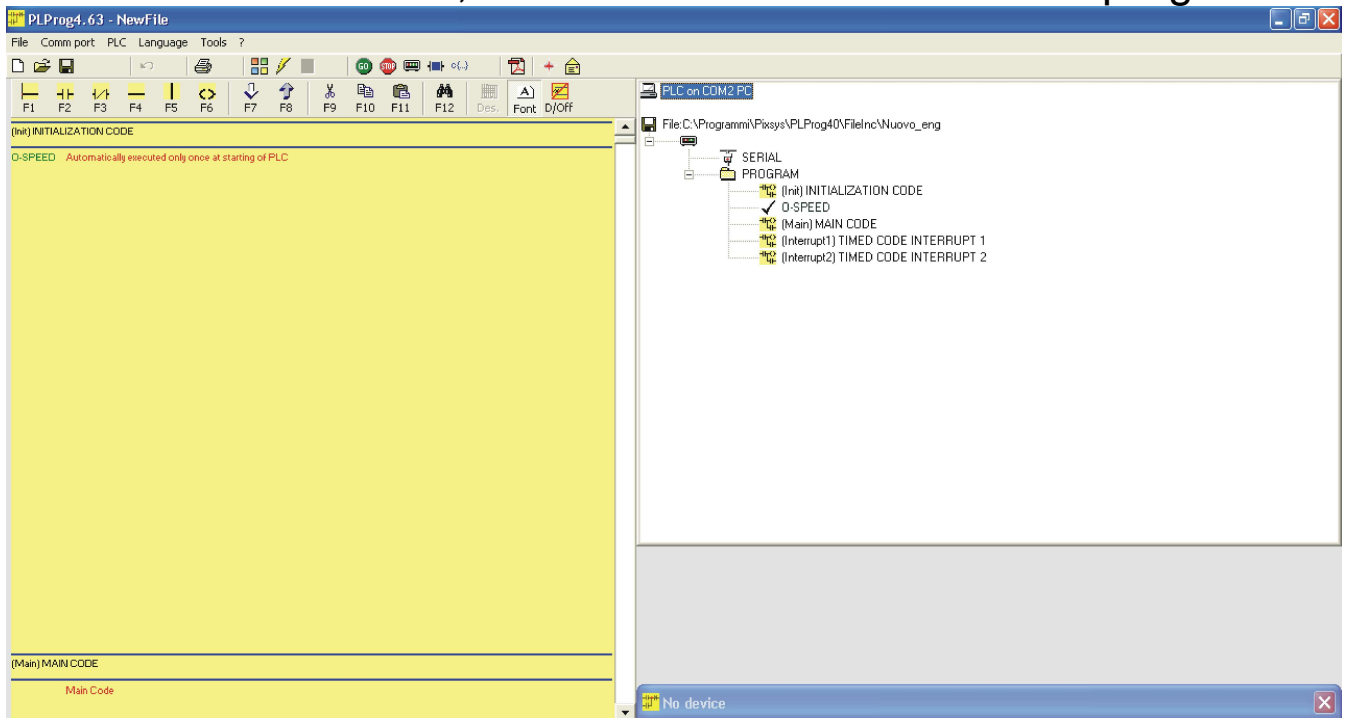 PLProg4.63 - NewFile
File Comm port PLC Language Tools ?
GO STOP
F1 F2 F3 F4 F5 F6 F7 F8 F9 F10 F11 F12 Des. Font D/Off
(Init) INITIALIZATION CODE
O-SPEED Automatically executed only once at starting of PLC
(Main) MAIN CODE
Main Code
PLC on COM2 PC
File:C:\Programmi\Pixsys\PLProg40\FileInc\Nuovo_eng
SERIAL
PROGRAM
(Init) INITIALIZATION CODE
O-SPEED
(Main) MAIN CODE
(Interrupt1) TIMED CODE INTERRUPT 1
(Interrupt2) TIMED CODE INTERRUPT 2
No device